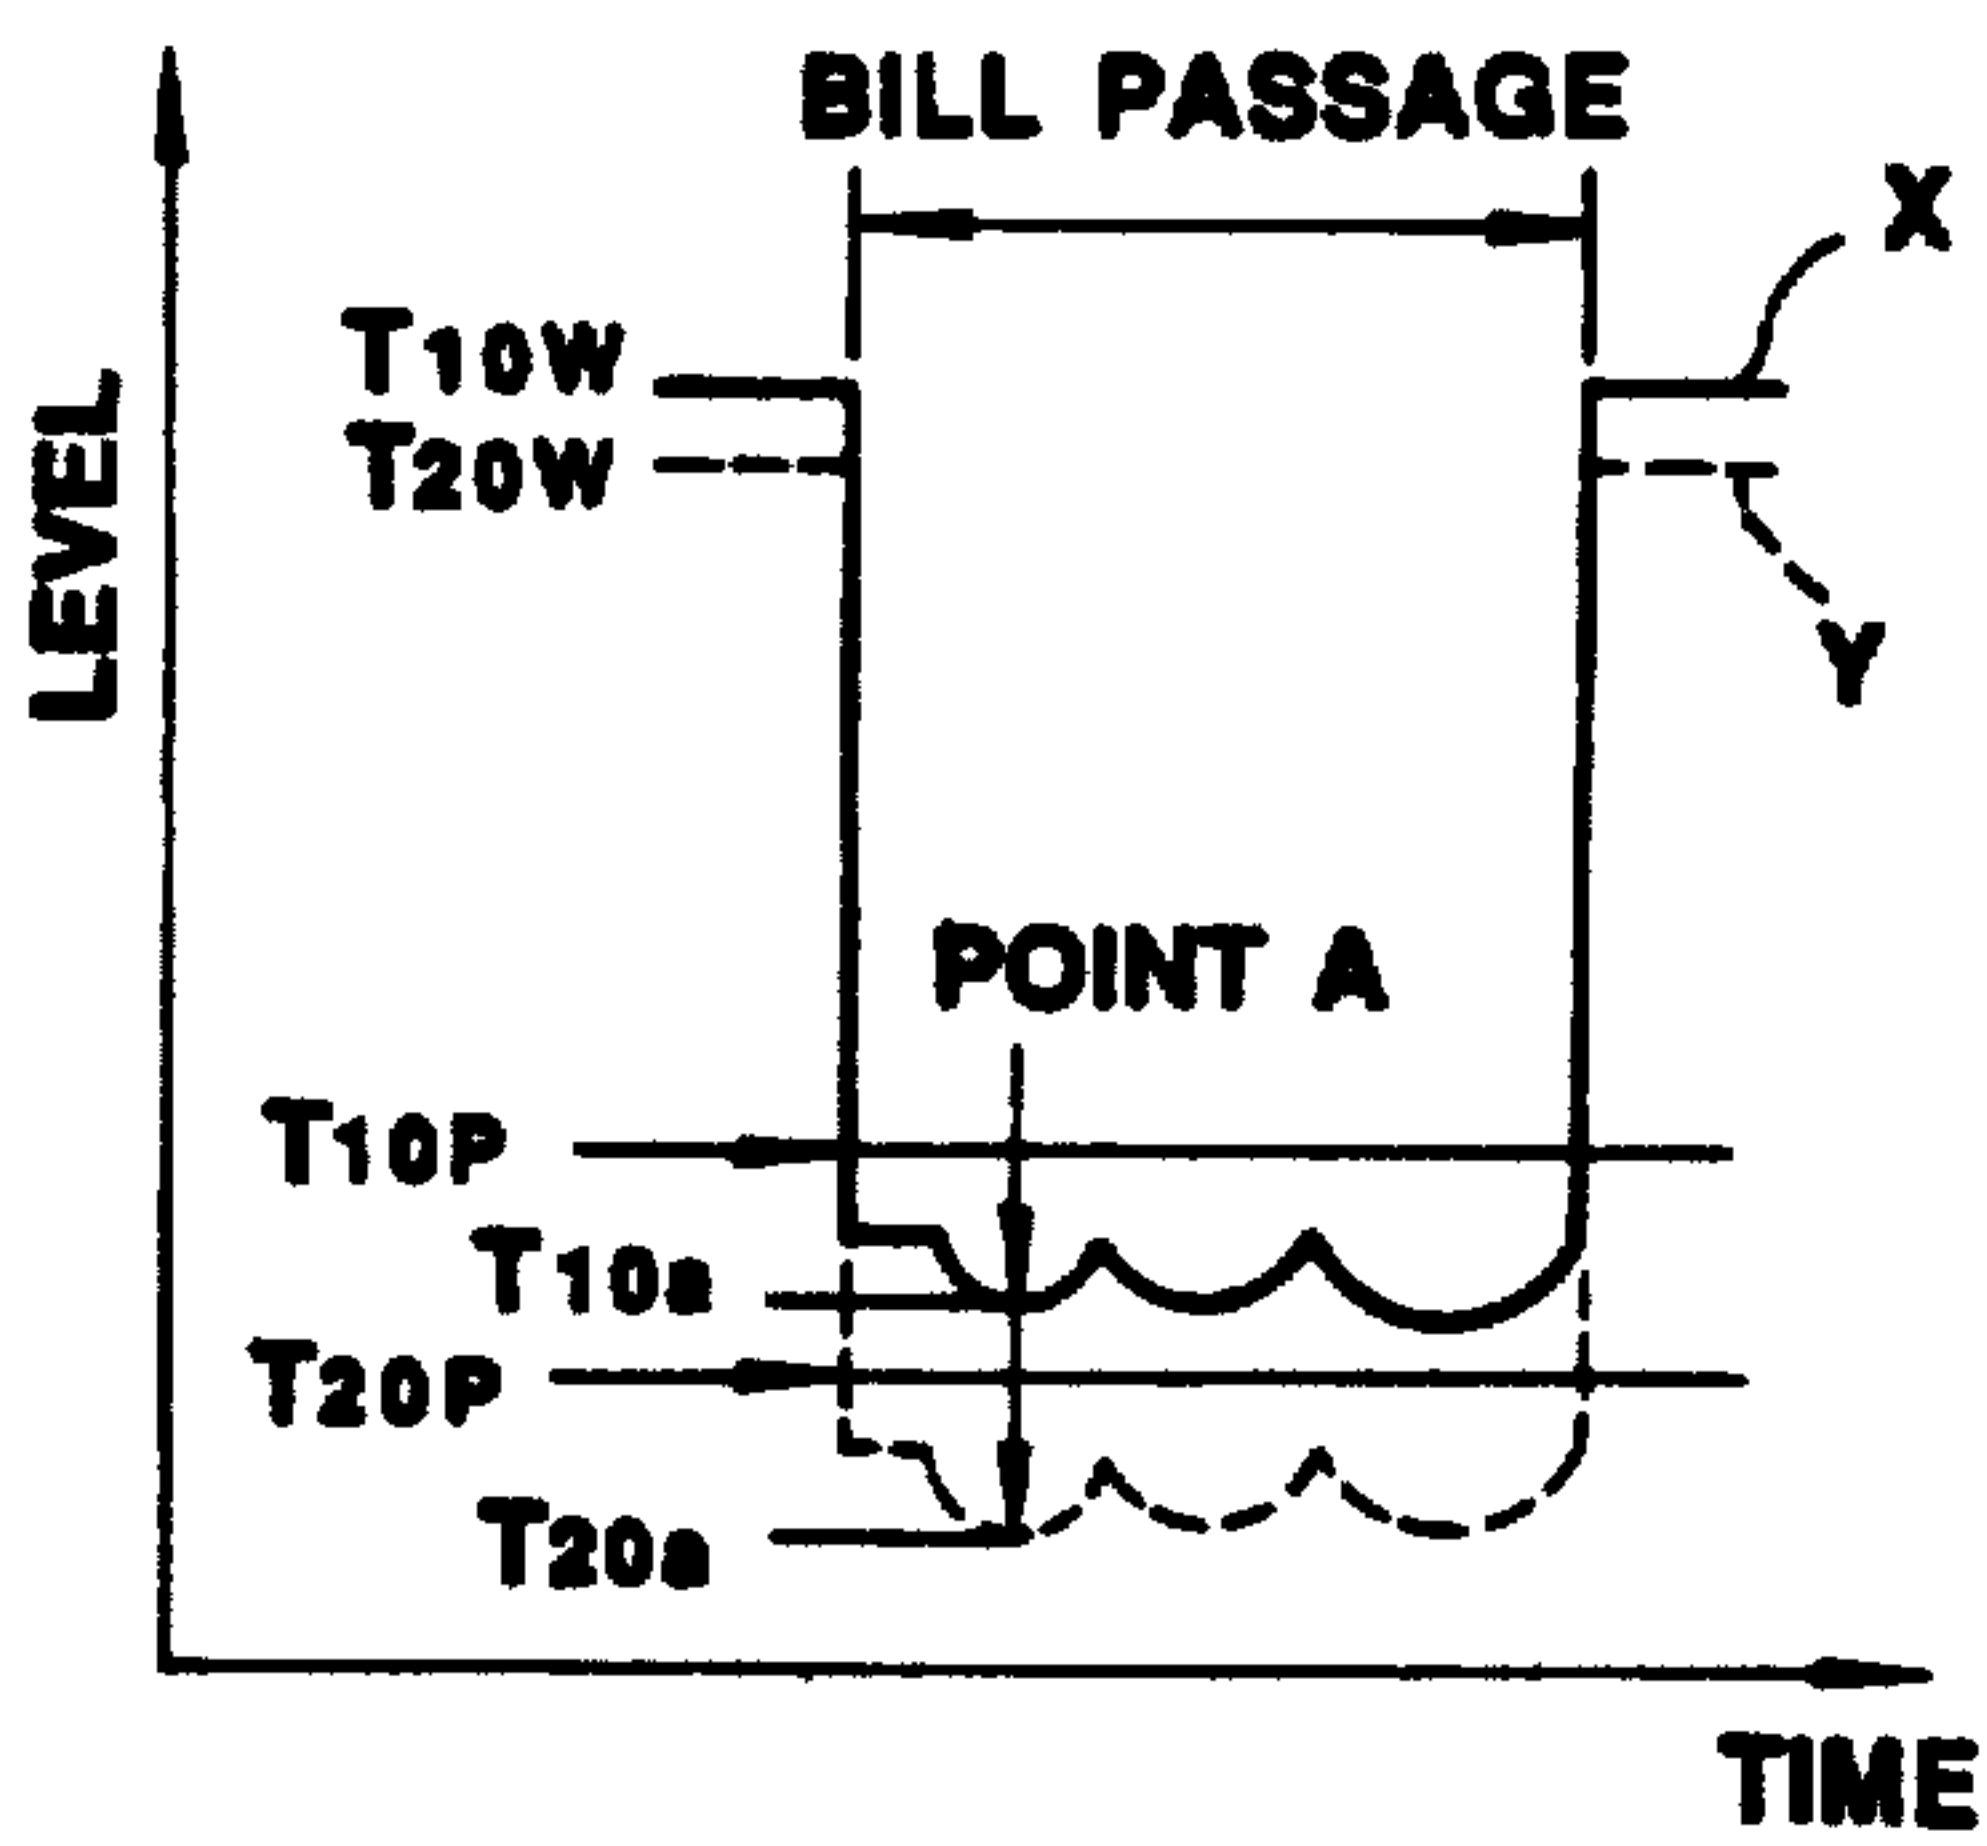 BILL PASSAGE
X
T10W
T20W
LEVEL
Y
POINT A
T10P
T10a
T20P
T20a
TIME